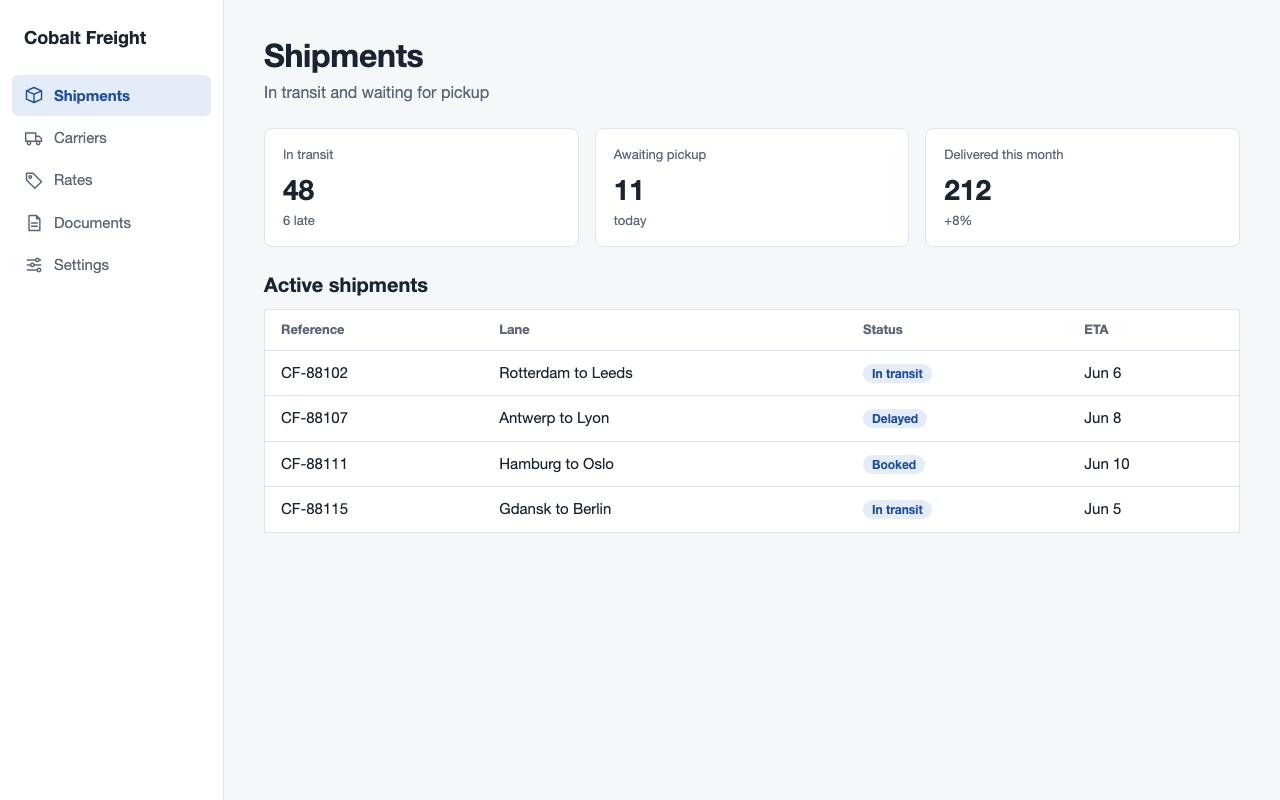 Cobalt Freight
Shipments
Carriers
Rates
Documents
Settings
Shipments
In transit and waiting for pickup
In transit
48
6 late
Awaiting pickup
11
today
Delivered this month
212
+8%
Active shipments
Reference Lane Status ETA
CF-88102 Rotterdam to Leeds In transit Jun 6
CF-88107 Antwerp to Lyon Delayed Jun 8
CF-88111 Hamburg to Oslo Booked Jun 10
CF-88115 Gdansk to Berlin In transit Jun 5